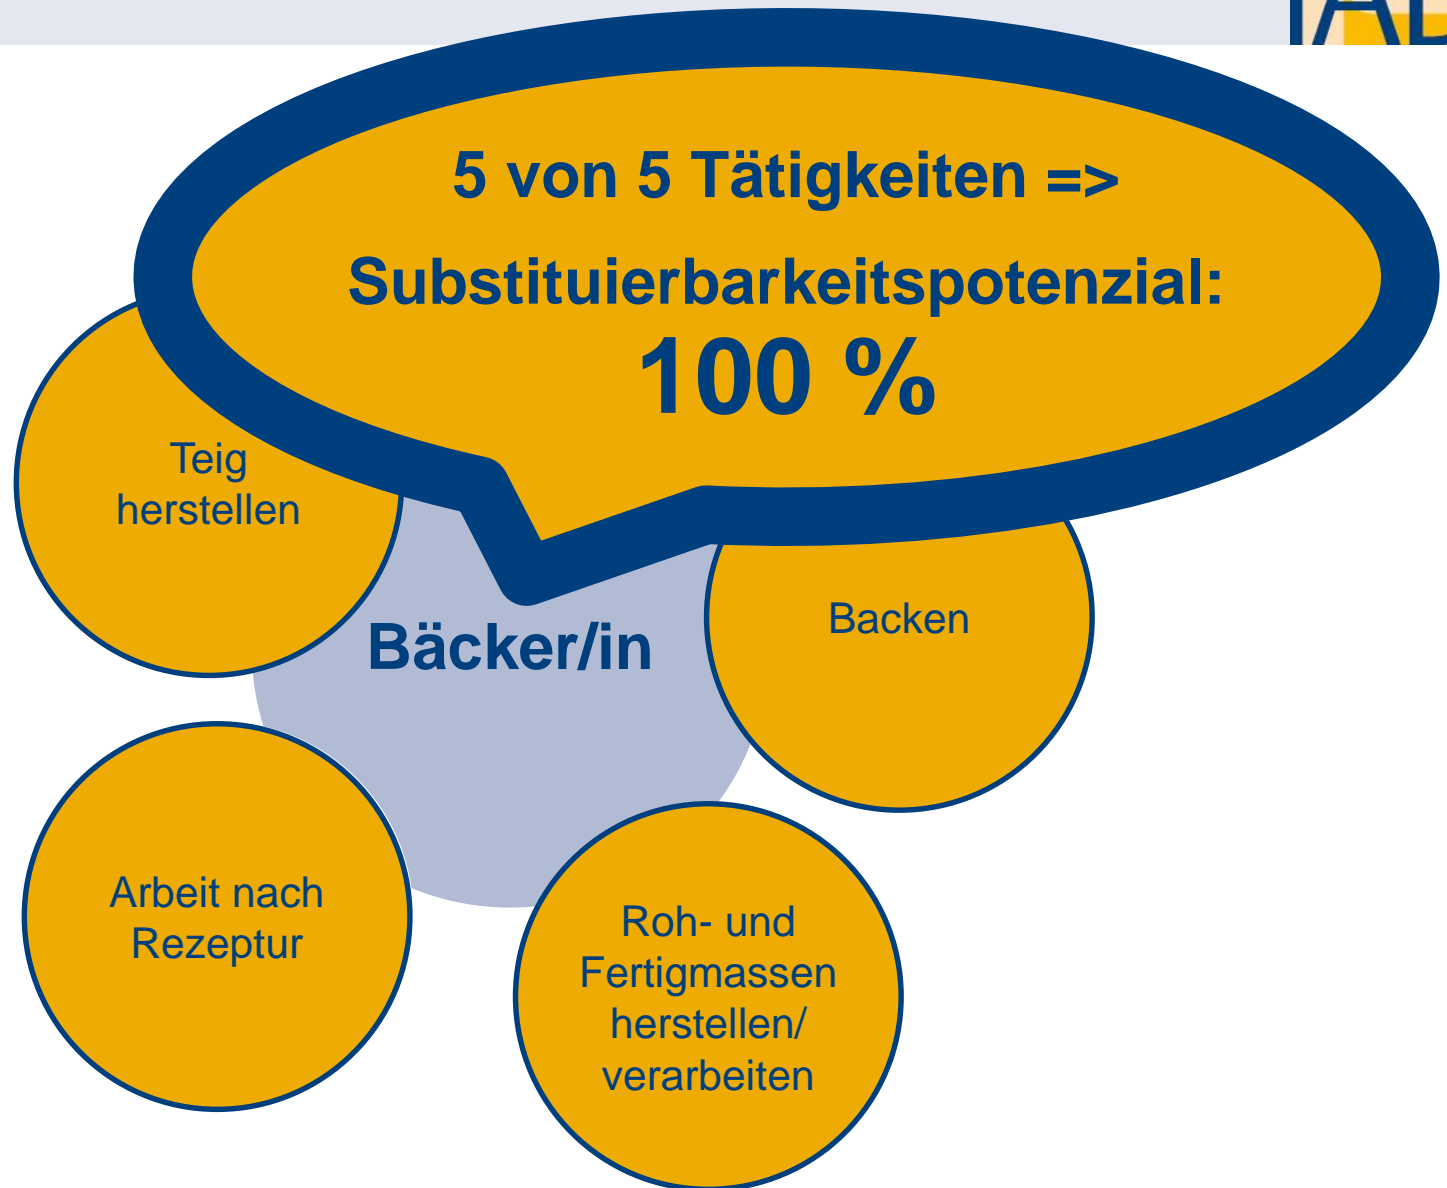 5 von 5 Tätigkeiten =>
Substituierbarkeitspotenzial:
100 %
Teig
herstellen
Bäcker/in
Backen
Arbeit nach
Rezeptur
Roh- und
Fertigmassen
herstellen/
verarbeiten